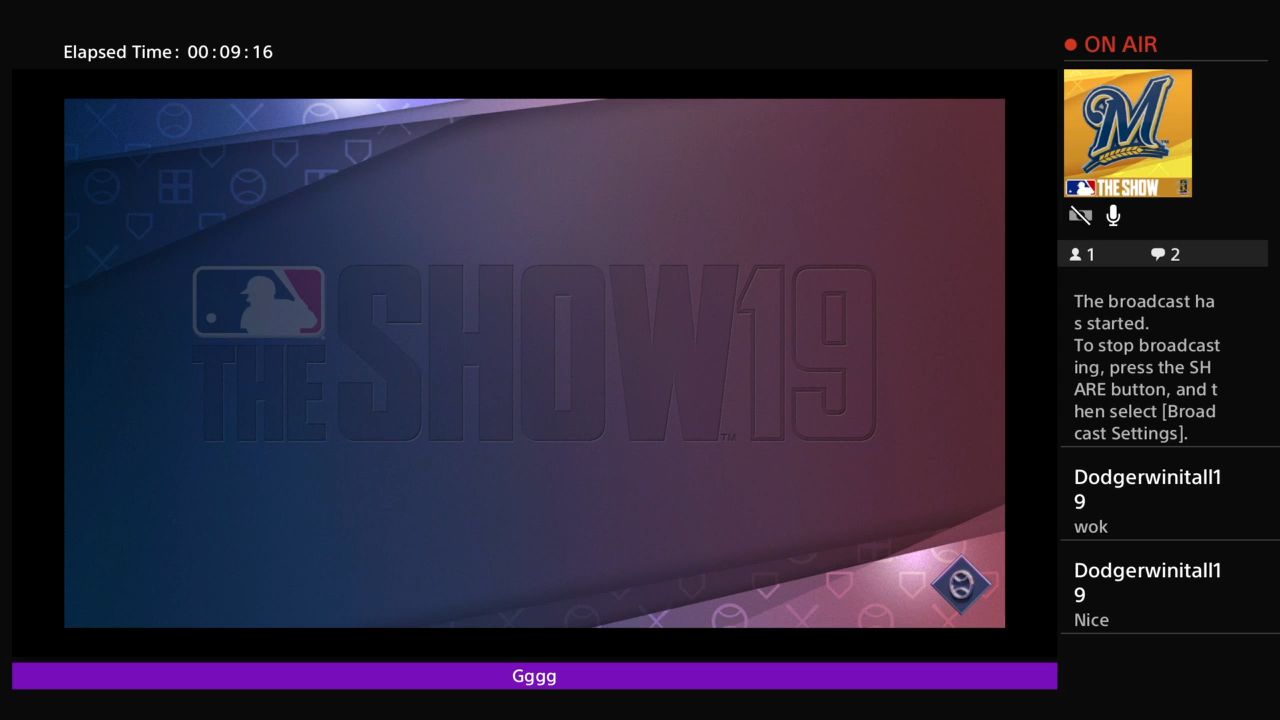 Elapsed Time: 00:09:16
ON AIR
M
THE SHOW
1 2
THE SHOW 19
TM
The broadcast ha
s started.
To stop broadcast
ing, press the SH
ARE button, and t
hen select [Broad
cast Settings].
Dodgerwinitall1
9
wok
Dodgerwinitall1
9
Nice
Gggg